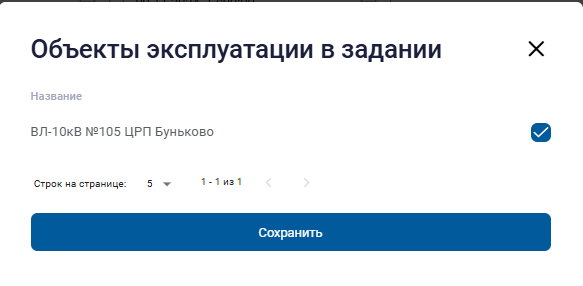 Объекты эксплуатации в задании
Название
ВЛ-10кВ №105 ЦРП Буньково
Строк на странице: 5 1 - 1 из 1
Сохранить